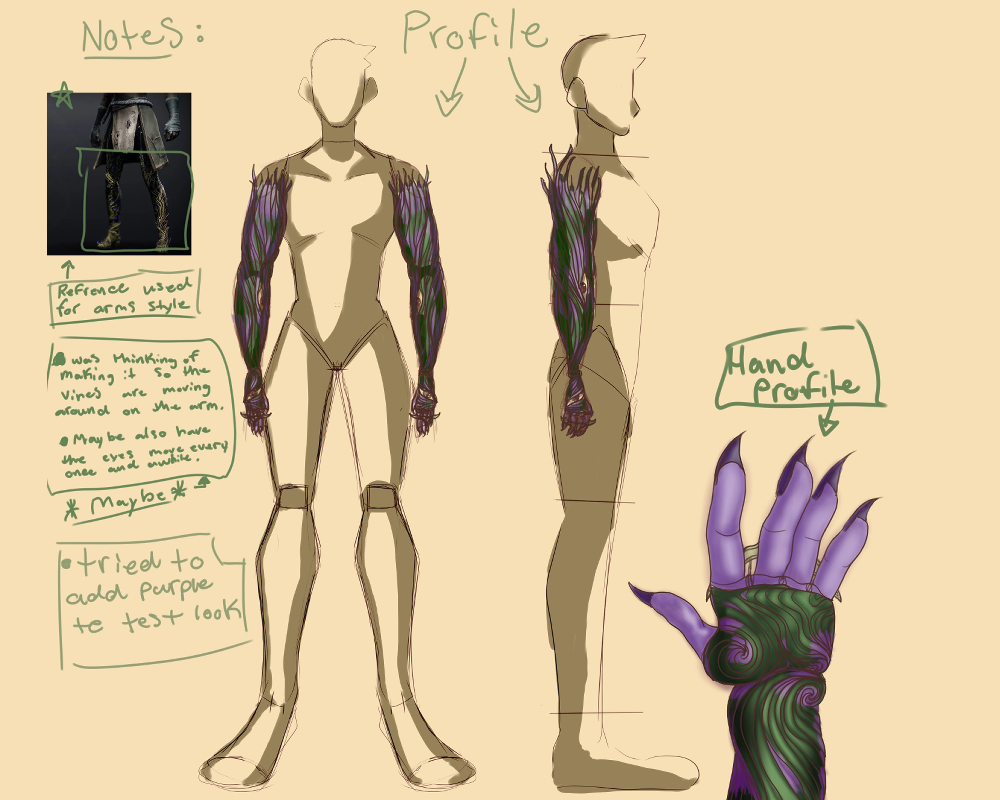 Notes:
Profile
Refrence used
for arms style
• was thinking of
making it so the
vines are moving
around on the arm.
• Maybe also have
the eyes move every
once and awhile.
* Maybe *
• tried to
add purple
to test look
Hand
Profile